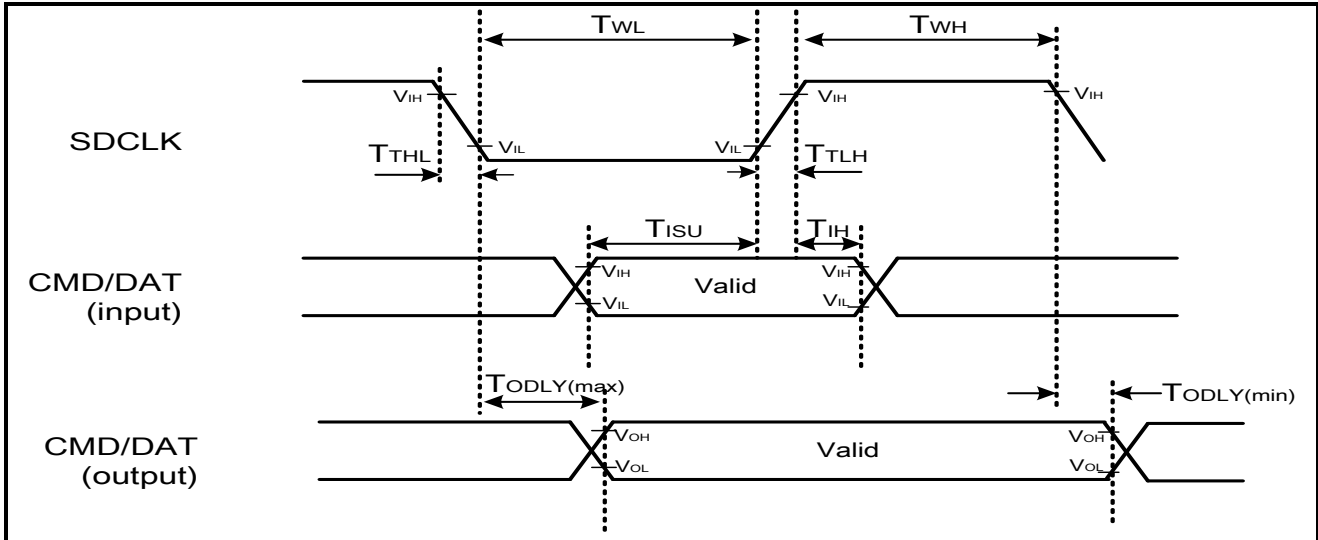 TWL
TWH
SDCLK
VIH
VIL
VIL
VIH
VIH
TTHL
TTLH
TISU
TIH
CMD/DAT
(input)
VIH
VIL
Valid
VIH
VIL
TODLY(max)
TODLY(min)
CMD/DAT
(output)
VOH
VOL
Valid
VOH
VOL